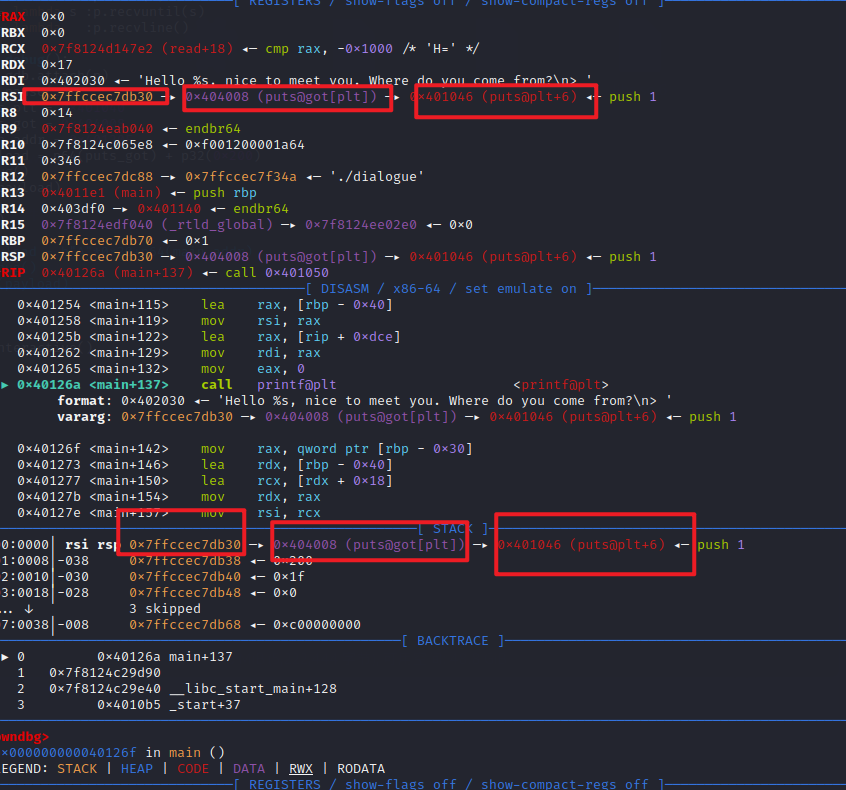 [ REGISTERS / show-flags off / show-compact-regs off ]
RAX 0×0
RBX 0×0
RCX 0×7f8124d147e2 (read+18) ◂— cmp rax, -0×1000 /* 'H=' */
RDX 0×17
RDI 0×402030 ◂— 'Hello %s, nice to meet you. Where do you come from?\n> '
RSI 0×7ffccec7db30 —▸ 0×404008 (puts@got[plt]) —▸ 0×401046 (puts@plt+6) ◂— push 1
R8 0×14
R9 0×7f8124eab040 ◂— endbr64
R10 0×7f8124c065e8 ◂— 0×f001200001a64
R11 0×346
R12 0×7ffccec7dc88 —▸ 0×7ffccec7f34a ◂— './dialogue'
R13 0×4011e1 (main) ◂— push rbp
R14 0×403df0 —▸ 0×401140 ◂— endbr64
R15 0×7f8124edf040 (_rtld_global) —▸ 0×7f8124ee02e0 ◂— 0×0
RBP 0×7ffccec7db70 ◂— 0×1
RSP 0×7ffccec7db30 —▸ 0×404008 (puts@got[plt]) —▸ 0×401046 (puts@plt+6) ◂— push 1
RIP 0×40126a (main+137) ◂— call 0×401050
[ DISASM / x86-64 / set emulate on ]
0×401254 <main+115> lea rax, [rbp - 0×40]
0×401258 <main+119> mov rsi, rax
0×40125b <main+122> lea rax, [rip + 0×dce]
0×401262 <main+129> mov rdi, rax
0×401265 <main+132> mov eax, 0
▸ 0×40126a <main+137> call printf@plt <printf@plt>
format: 0×402030 ◂— 'Hello %s, nice to meet you. Where do you come from?\n> '
vararg: 0×7ffccec7db30 —▸ 0×404008 (puts@got[plt]) —▸ 0×401046 (puts@plt+6) ◂— push 1
0×40126f <main+142> mov rax, qword ptr [rbp - 0×30]
0×401273 <main+146> lea rdx, [rbp - 0×40]
0×401277 <main+150> lea rcx, [rdx + 0×18]
0×40127b <main+154> mov rdx, rax
0×40127e <main+157> mov rsi, rcx
[ STACK ]
0:0000│ rsi rsp 0×7ffccec7db30 —▸ 0×404008 (puts@got[plt]) —▸ 0×401046 (puts@plt+6) ◂— push 1
1:0008│-038 0×7ffccec7db38 ◂— 0×200
2:0010│-030 0×7ffccec7db40 ◂— 0×1f
3:0018│-028 0×7ffccec7db48 ◂— 0×0
... ↓ 3 skipped
7:0038│-008 0×7ffccec7db68 ◂— 0×c00000000
[ BACKTRACE ]
▸ 0 0×40126a main+137
1 0×7f8124c29d90
2 0×7f8124c29e40 __libc_start_main+128
3 0×4010b5 _start+37
wndbg>
×000000000040126f in main ()
EGEND: STACK | HEAP | CODE | DATA | RWX | RODATA
[ REGISTERS / show-flags off / show-compact-regs off ]